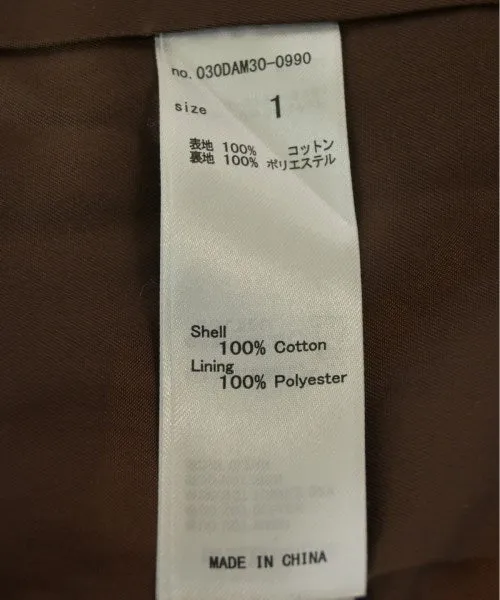 no. 030DAM30-0990
size 1
表地 100% コットン
裏地 100% ポリエステル
Shell
100% Cotton
Lining
100% Polyester
MADE IN CHINA